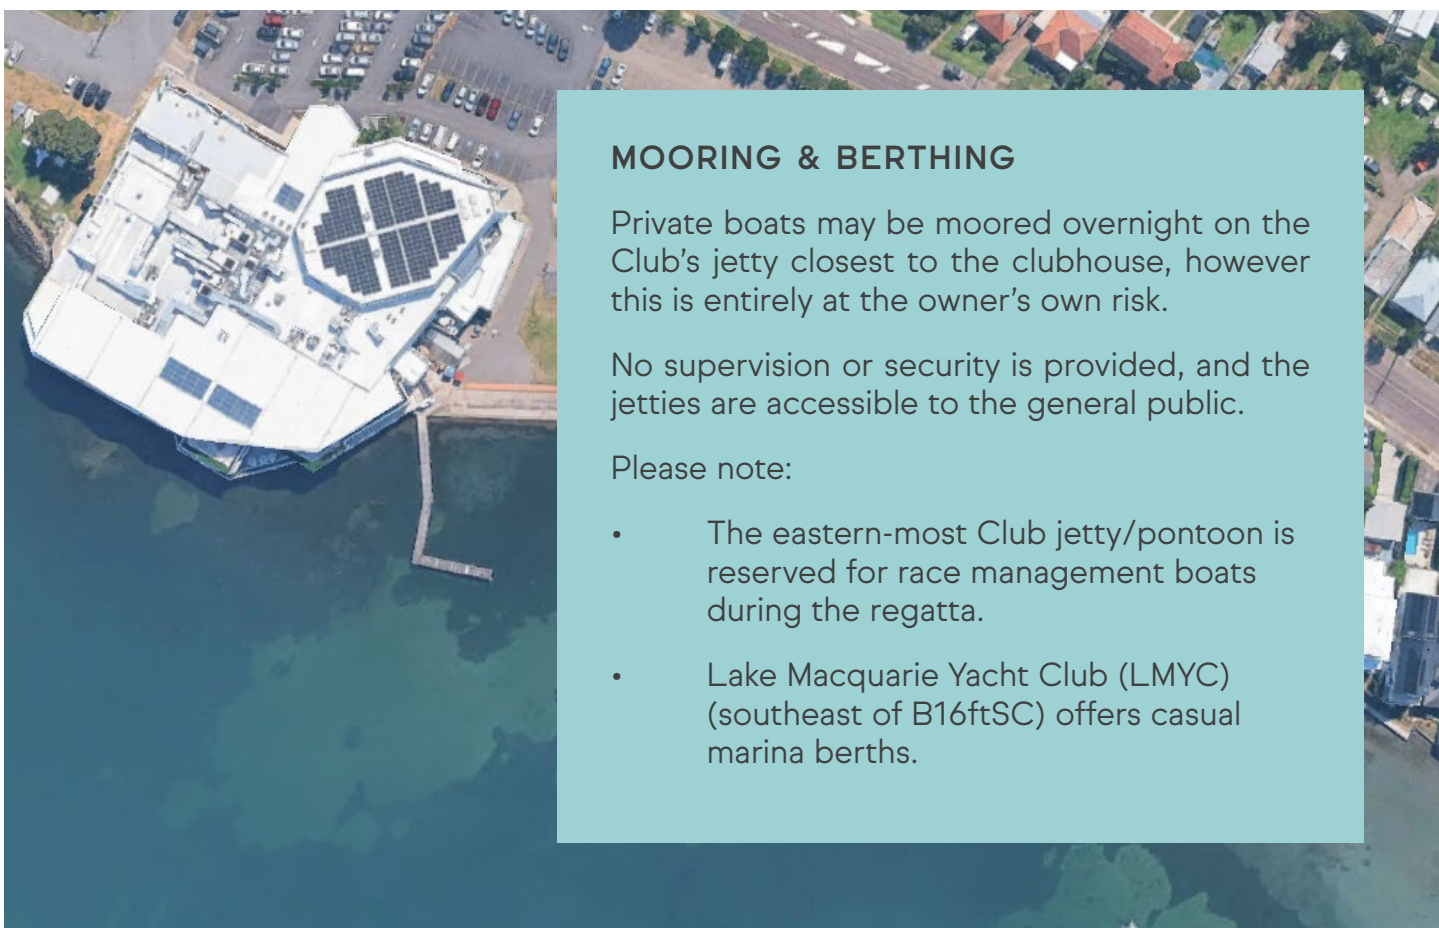 MOORING & BERTHING
Private boats may be moored overnight on the
Club's jetty closest to the clubhouse, however
this is entirely at the owner's own risk.
No supervision or security is provided, and the
jetties are accessible to the general public.
Please note:
• The eastern-most Club jetty/pontoon is
reserved for race management boats
during the regatta.
• Lake Macquarie Yacht Club (LMYC)
(southeast of B16ftSC) offers casual
marina berths.